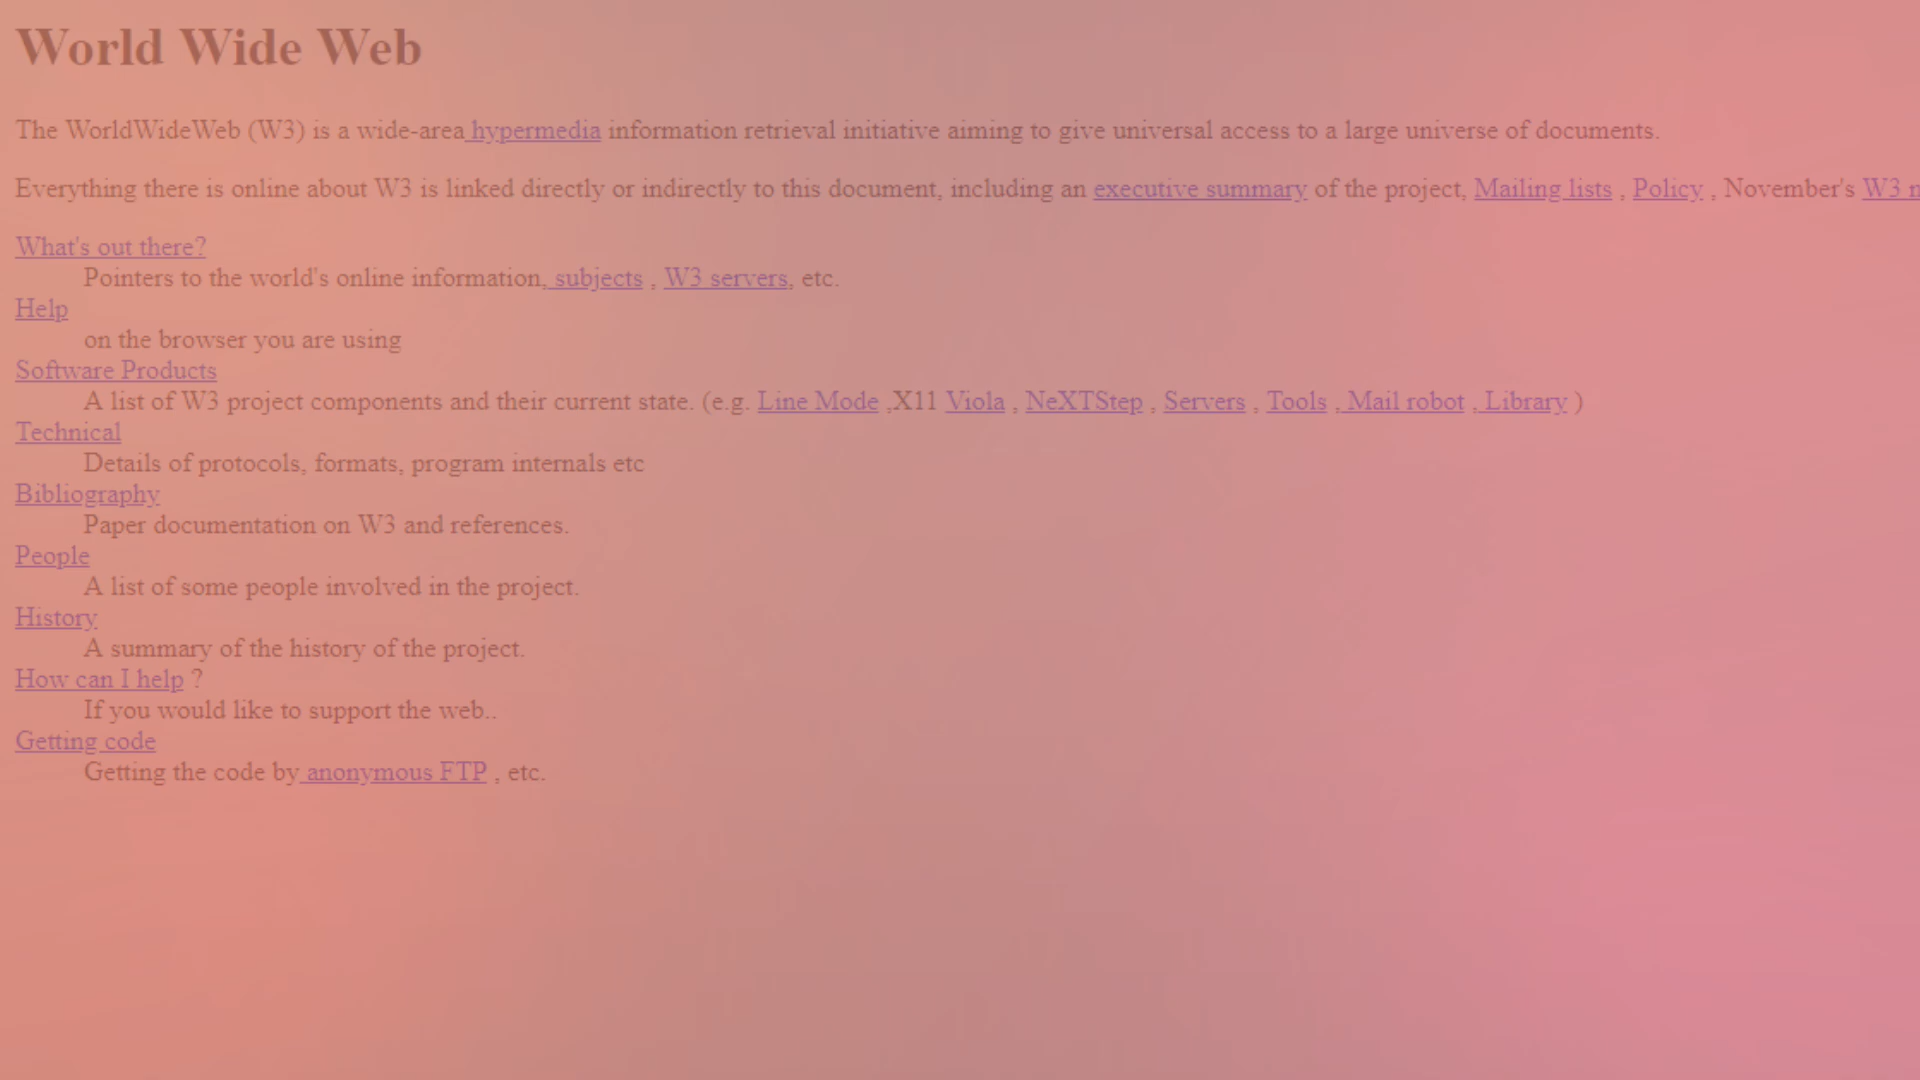 World Wide Web
The WorldWideWeb (W3) is a wide-area hypermedia information retrieval initiative aiming to give universal access to a large universe of documents.
Everything there is online about W3 is linked directly or indirectly to this document, including an executive summary of the project, Mailing lists , Policy , November's W3
What's out there?
Pointers to the world's online information, subjects , W3 servers, etc.
Help
on the browser you are using
Software Products
A list of W3 project components and their current state. (e.g. Line Mode ,X11 Viola , NeXTStep , Servers , Tools , Mail robot , Library )
Technical
Details of protocols, formats, program internals etc
Bibliography
Paper documentation on W3 and references.
People
A list of some people involved in the project.
History
A summary of the history of the project.
How can I help ?
If you would like to support the web..
Getting code
Getting the code by anonymous FTP , etc.